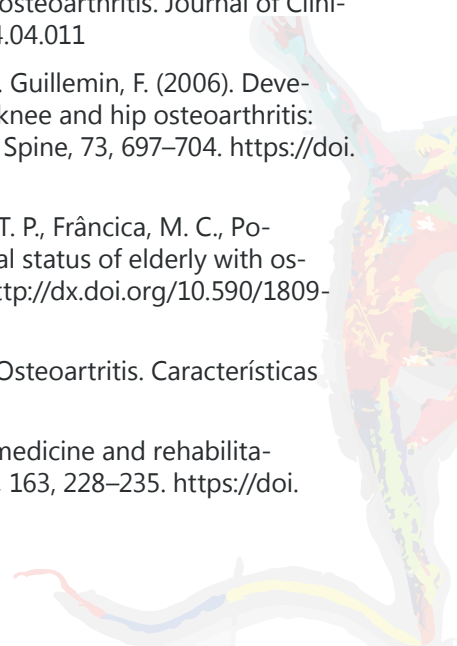 osteoarthritis. Journal of Clini-
4.04.011
. Guillemin, F. (2006). Deve-
knee and hip osteoarthritis:
Spine, 73, 697–704. https://doi.
T. P., Frâncica, M. C., Po-
al status of elderly with os-
ttp://dx.doi.org/10.590/1809-
Osteoartritis. Características
medicine and rehabilita-
, 163, 228–235. https://doi.